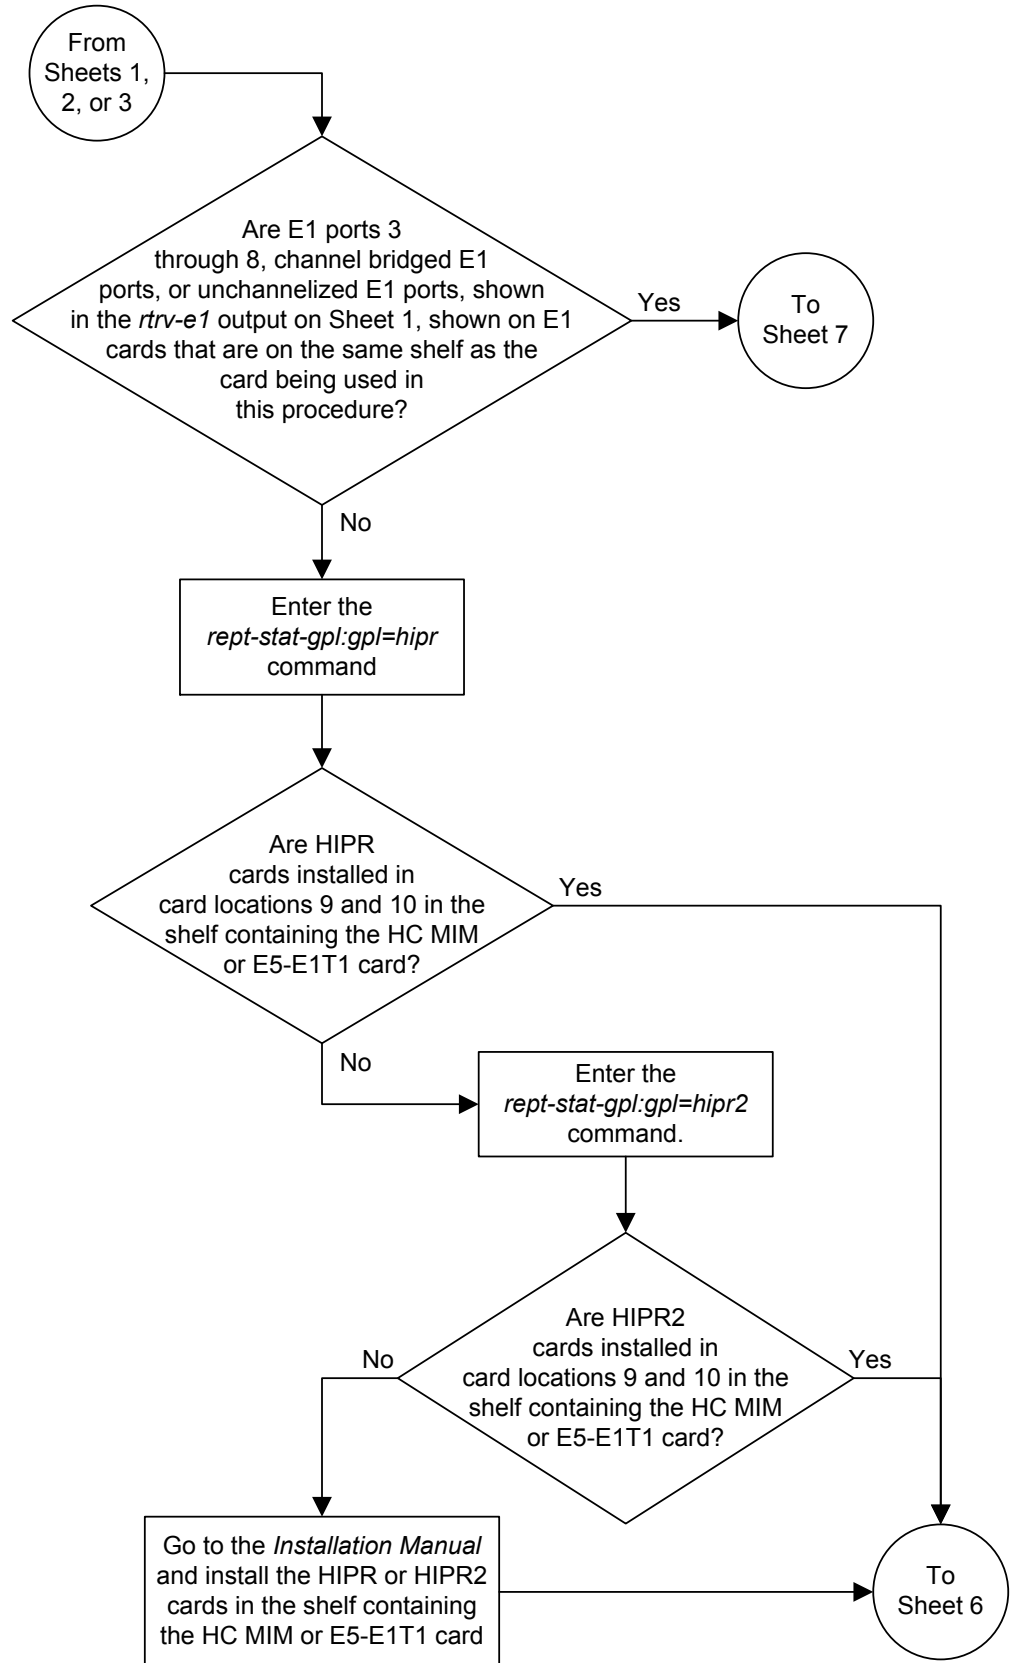 From
Sheets 1,
2, or 3
Are E1 ports 3
through 8, channel bridged E1
ports, or unchannelized E1 ports, shown
in the rtrv-e1 output on Sheet 1, shown on E1
cards that are on the same shelf as the
card being used in
this procedure?
Yes
To
Sheet 7
No
Enter the
rept-stat-gpl:gpl=hipr
command
Are HIPR
cards installed in
card locations 9 and 10 in the
shelf containing the HC MIM
or E5-E1T1 card?
Yes
No
Enter the
rept-stat-gpl:gpl=hipr2
command.
Are HIPR2
cards installed in
card locations 9 and 10 in the
shelf containing the HC MIM
or E5-E1T1 card?
No
Yes
Go to the Installation Manual
and install the HIPR or HIPR2
cards in the shelf containing
the HC MIM or E5-E1T1 card
To
Sheet 6